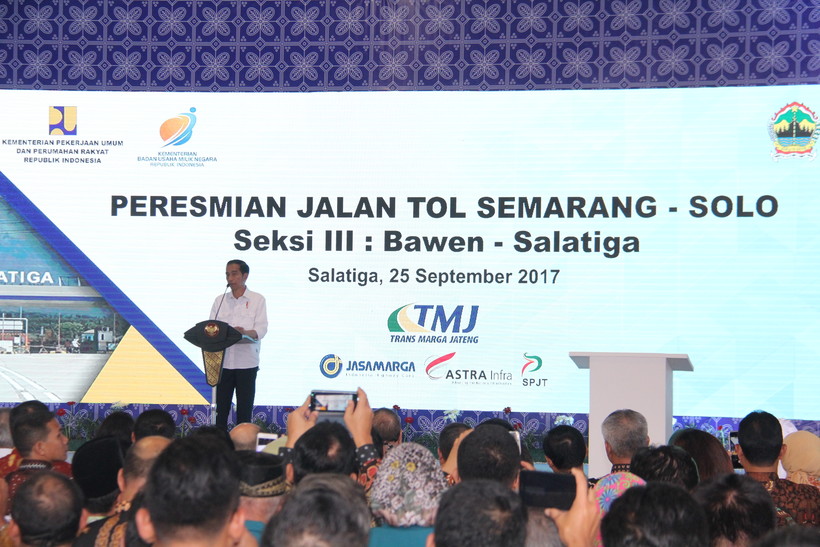 KEMENTERIAN PEKERJAAN UMUM
DAN PERUMAHAN RAKYAT
REPUBLIK INDONESIA
KEMENTERIAN
BADAN USAHA MILIK NEGARA
REPUBLIK INDONESIA
PERESMIAN JALAN TOL SEMARANG - SOLO
Seksi III : Bawen - Salatiga
Salatiga, 25 September 2017
ATIGA
TMJ
TRANS MARGA JATENG
JASAMARGA
ASTRA Infra
SPJT